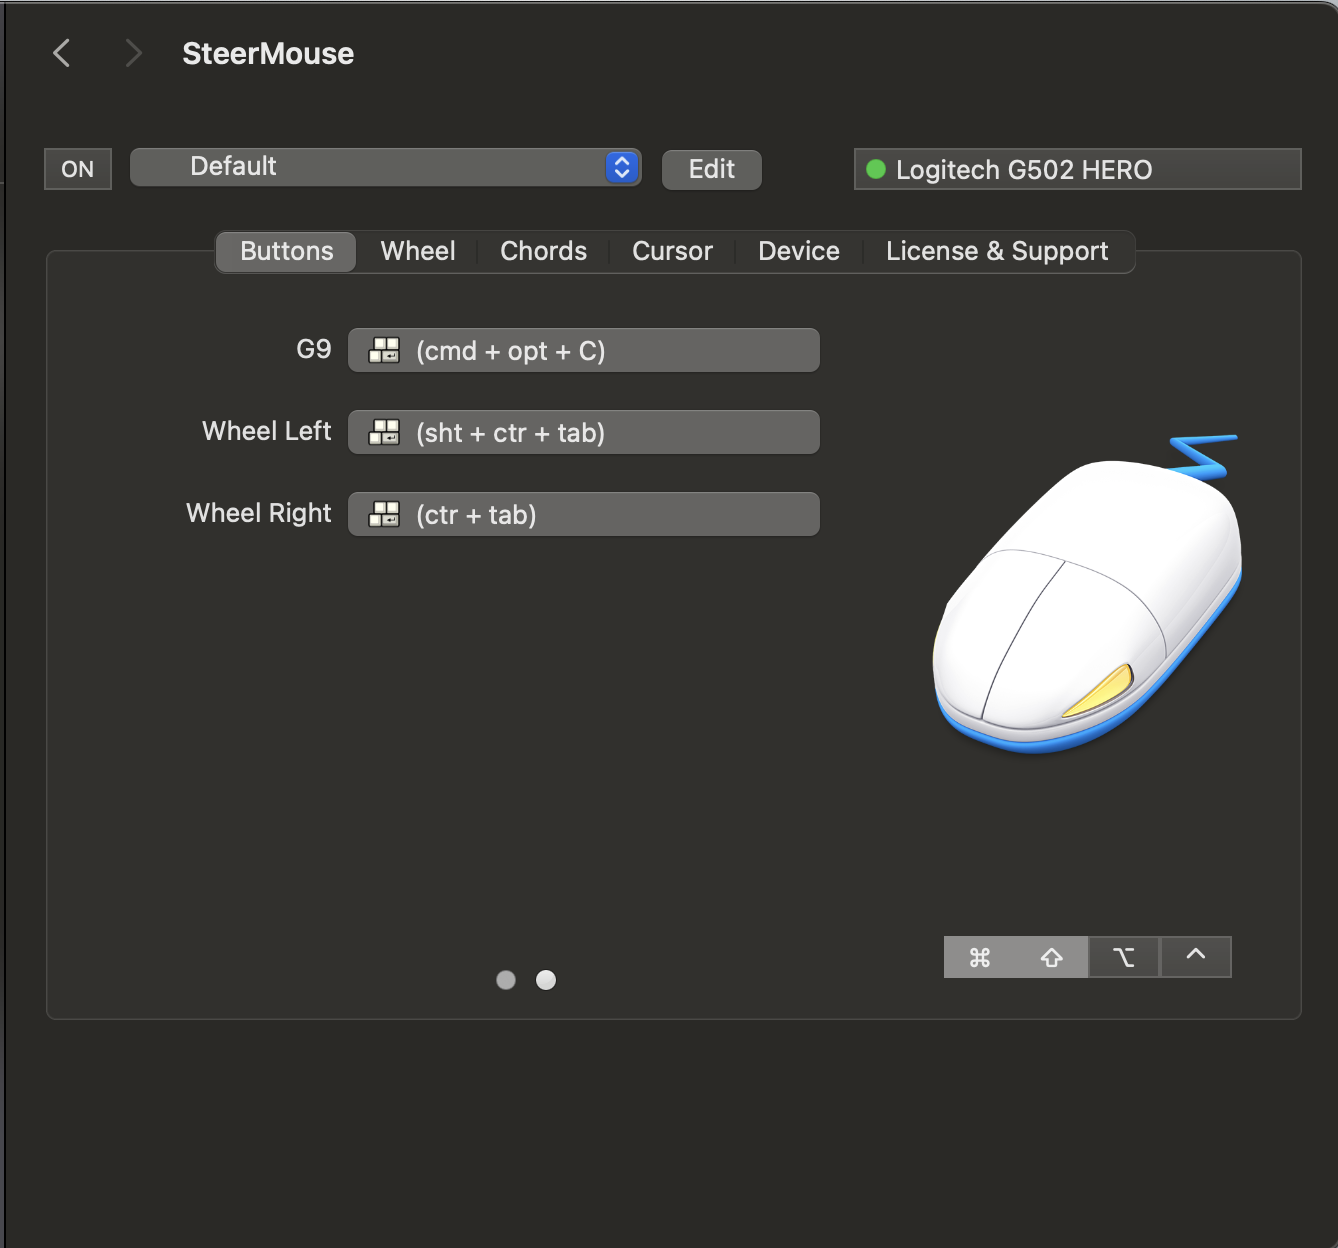 SteerMouse
ON
Default
Edit
Logitech G502 HERO
Buttons
Wheel
Chords
Cursor
Device
License & Support
G9
(cmd + opt + C)
Wheel Left
(sht + ctr + tab)
Wheel Right
(ctr + tab)
⌘ ⇧ ⌥ ^